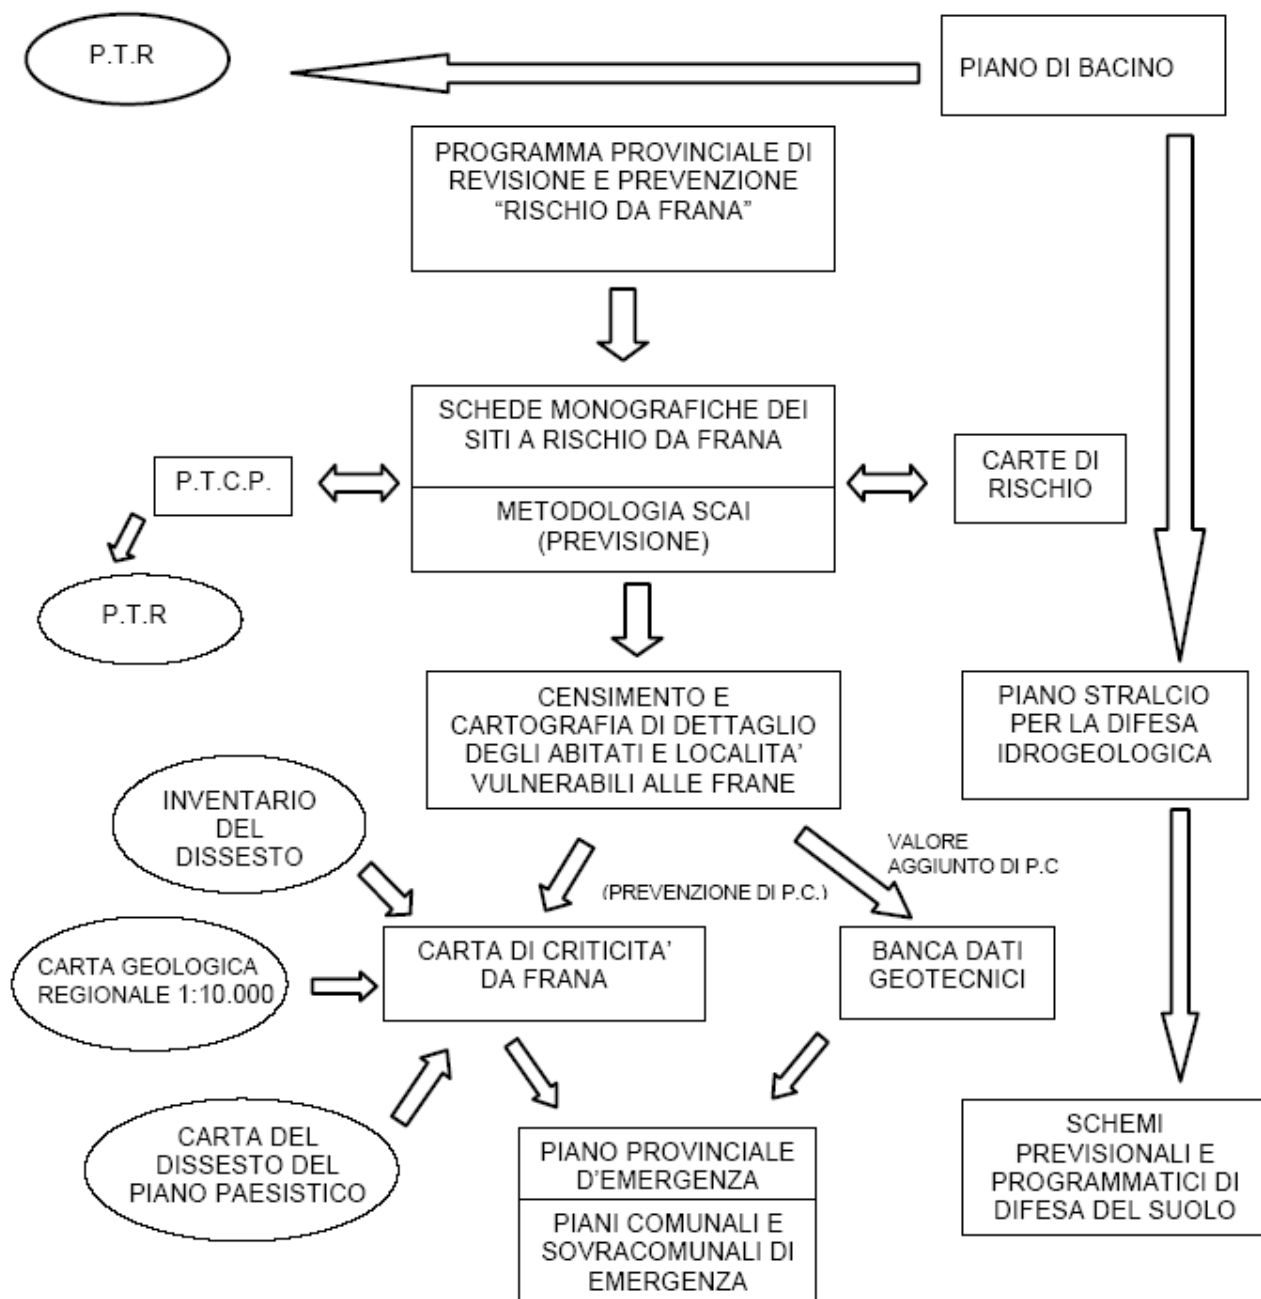 P.T.R
PIANO DI BACINO
PROGRAMMA PROVINCIALE DI
REVISIONE E PREVENZIONE
“RISCHIO DA FRANA”
SCHEDE MONOGRAFICHE DEI
SITI A RISCHIO DA FRANA
METODOLOGIA SCAI
(PREVISIONE)
P.T.C.P.
CARTE DI
RISCHIO
P.T.R
CENSIMENTO E
CARTOGRAFIA DI DETTAGLIO
DEGLI ABITATI E LOCALITA’
VULNERABILI ALLE FRANE
PIANO STRALCIO
PER LA DIFESA
IDROGEOLOGICA
INVENTARIO
DEL
DISSESTO
(PREVENZIONE DI P.C.)
VALORE
AGGIUNTO DI P.C
CARTA GEOLOGICA
REGIONALE 1:10.000
CARTA DI CRITICITA’
DA FRANA
BANCA DATI
GEOTECNICI
CARTA DEL
DISSESTO DEL
PIANO PAESISTICO
PIANO PROVINCIALE
D’EMERGENZA
PIANI COMUNALI E
SOVRACOMUNALI DI
EMERGENZA
SCHEMI
PREVISIONALI E
PROGRAMMATICI DI
DIFESA DEL SUOLO